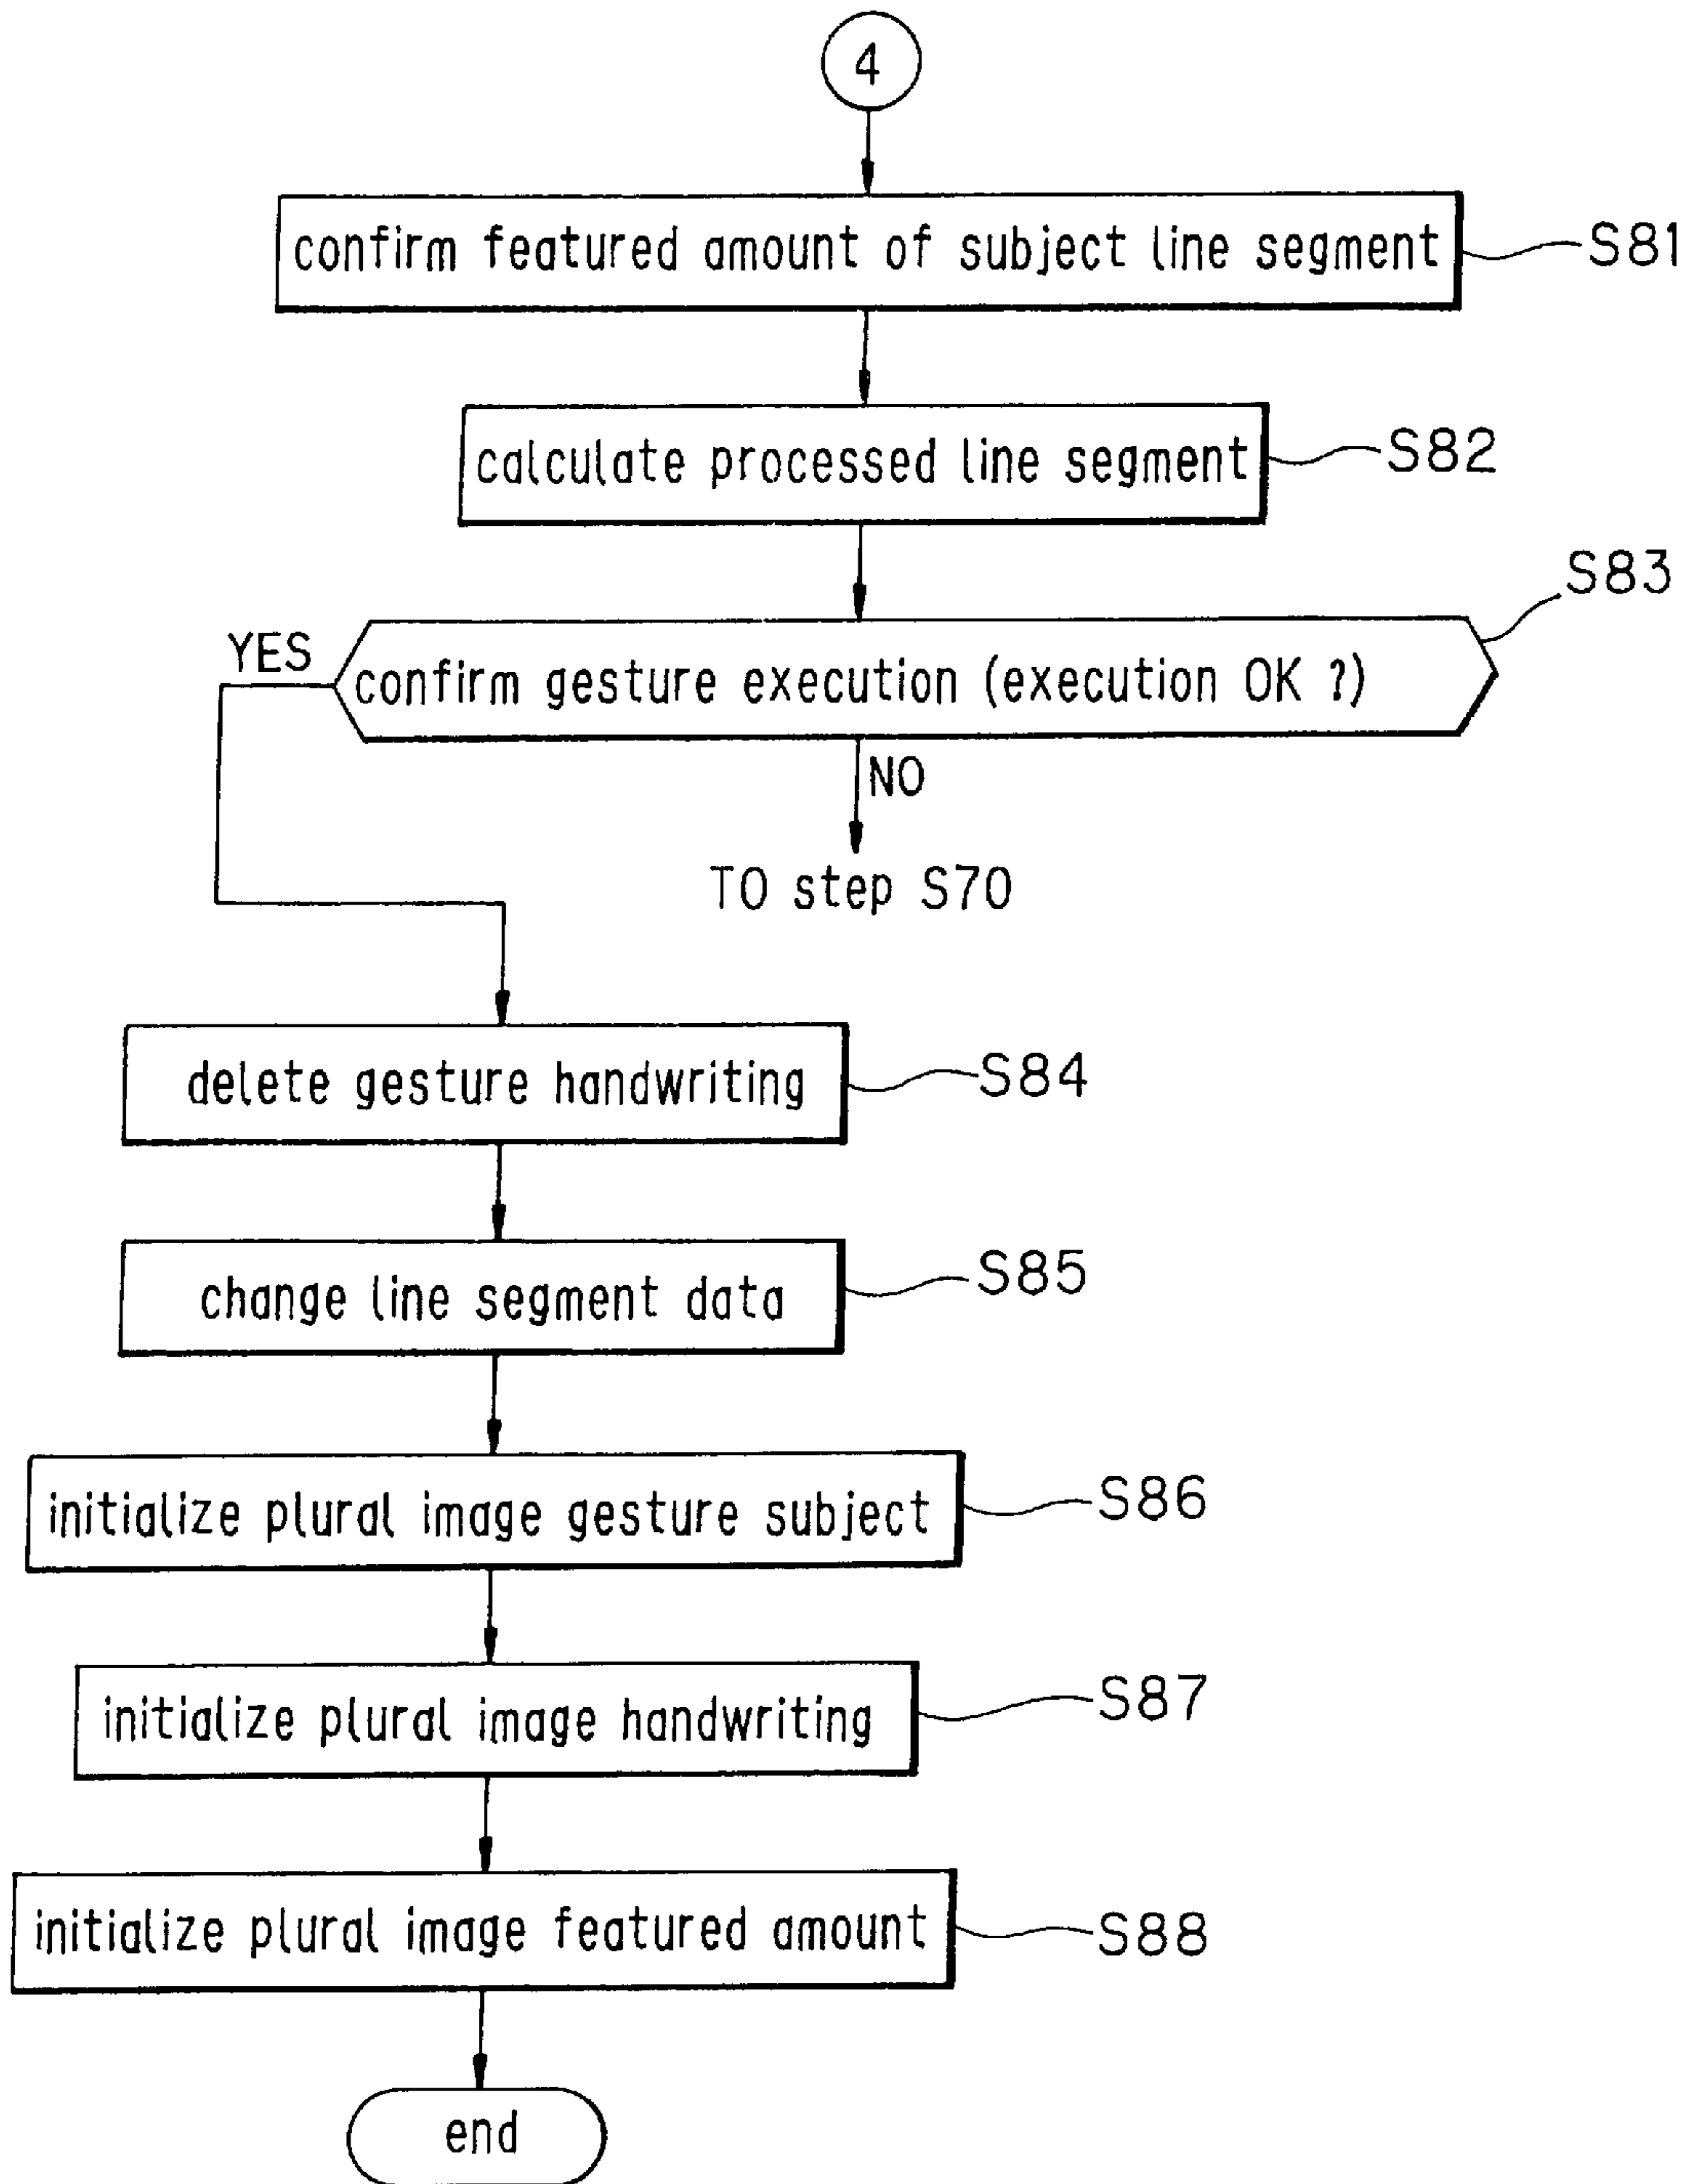 4
confirm featured amount of subject line segment
S81
calculate processed line segment
S82
S83
YES
confirm gesture execution (execution OK ?)
NO
TO step S70
delete gesture handwriting
S84
change line segment data
S85
initialize plural image gesture subject
S86
initialize plural image handwriting
S87
initialize plural image featured amount
S88
end